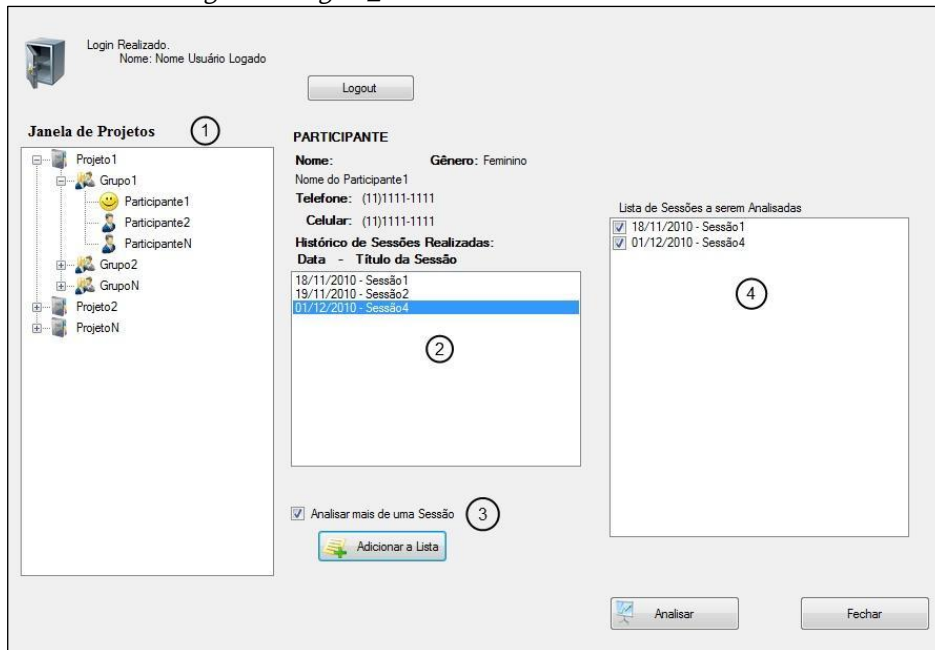 Login Realizado.
Nome: Nome Usuário Logado
Logout
Janela de Projetos
1
Projeto1
Grupo1
Participante1
Participante2
ParticipanteN
Grupo2
GrupoN
Projeto2
ProjetoN
PARTICIPANTE
Nome: Gênero: Feminino
Nome do Participante1
Telefone: (11)1111-1111
Celular: (11)1111-1111
Histórico de Sessões Realizadas:
Data - Título da Sessão
18/11/2010 - Sessão1
19/11/2010 - Sessão2
01/12/2010 - Sessão4
2
Analisar mais de uma Sessão
3
Adicionar a Lista
Lista de Sessões a serem Analisadas
18/11/2010 - Sessão1
01/12/2010 - Sessão4
4
Analisar
Fechar